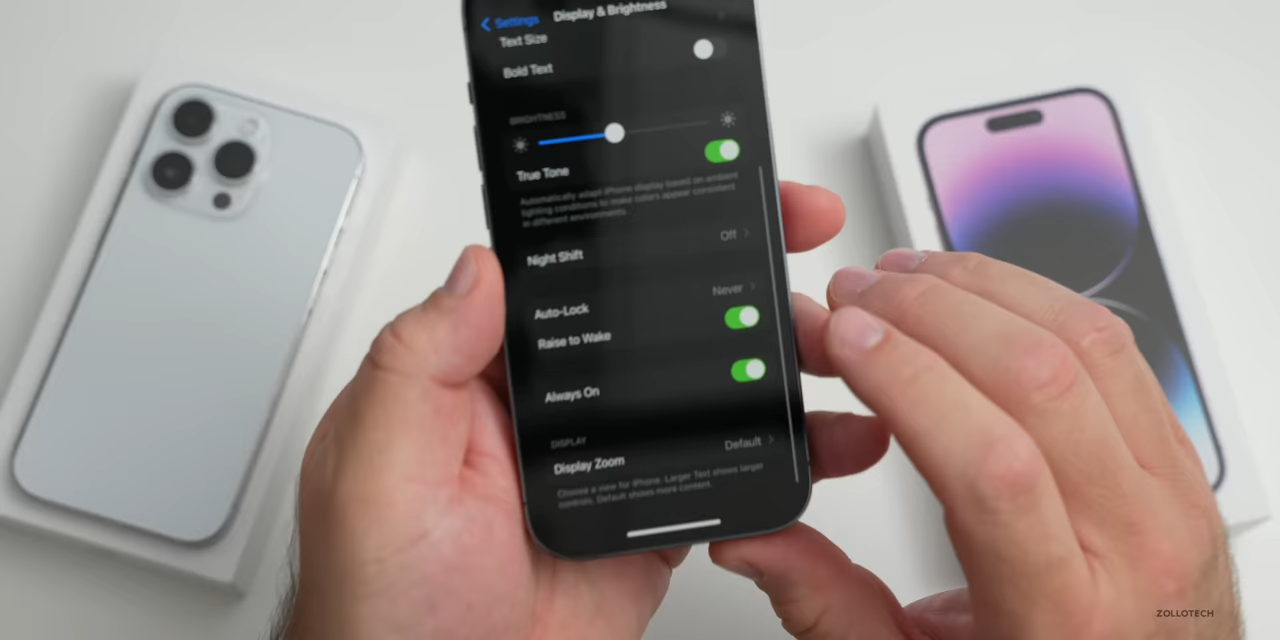 Settings
Display & Brightness
Text Size
Bold Text
BRIGHTNESS
True Tone
Automatically adapt iPhone display based on ambient
lighting conditions to make colors appear consistent
in different environments.
Night Shift Off
Auto-Lock Never
Raise to Wake
Always On
DISPLAY
Display Zoom Default
Choose a view for iPhone. Larger Text shows larger
controls. Default shows more content.
ZOLLOTECH